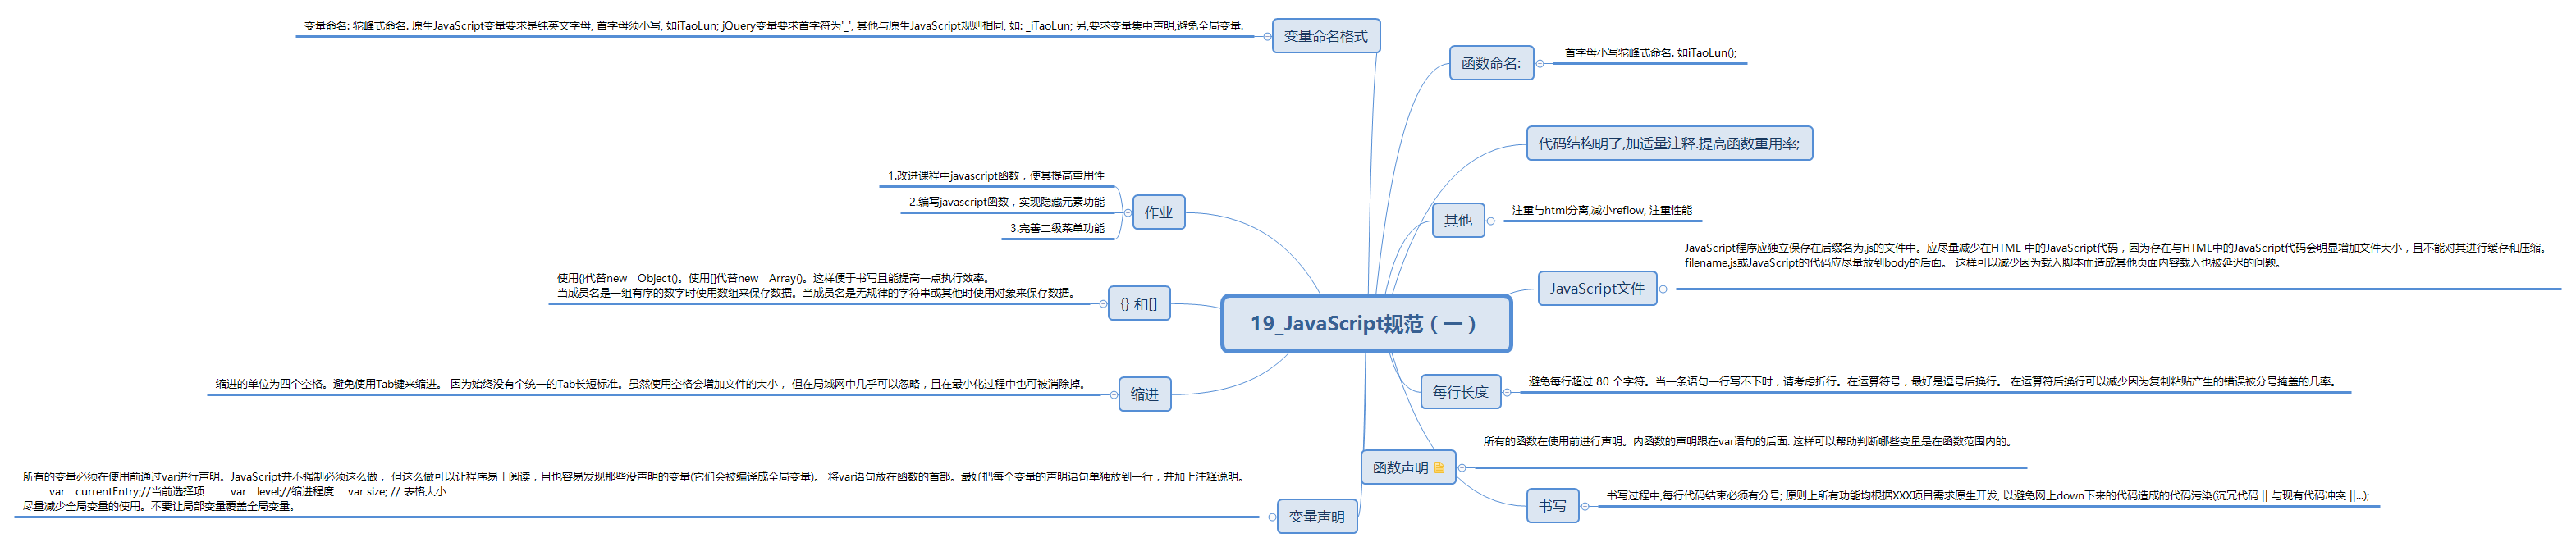 19_JavaScript规范（一）
函数命名:
首字母小写驼峰式命名. 如iTaoLun();
代码结构明了,加适量注释.提高函数重用率;
其他
注重与html分离,减小reflow, 注重性能
JavaScript文件
JavaScript程序应独立保存在后缀名为.js的文件中。应尽量减少在HTML 中的JavaScript代码，因为存在与HTML中的JavaScript代码会明显增加文件大小，且不能对其进行缓存和压缩。
filename.js或JavaScript的代码应尽量放到body的后面。 这样可以减少因为载入脚本而造成其他页面内容载入也被延迟的问题。
每行长度
避免每行超过 80 个字符。当一条语句一行写不下时，请考虑折行。在运算符号，最好是逗号后换行。 在运算符后换行可以减少因为复制粘贴产生的错误被分号掩盖的几率。
函数声明
所有的函数在使用前进行声明。内函数的声明跟在var语句的后面. 这样可以帮助判断哪些变量是在函数范围内的。
书写
书写过程中,每行代码结束必须有分号; 原则上所有功能均根据XXX项目需求原生开发, 以避免网上down下来的代码造成的代码污染(沉冗代码 || 与现有代码冲突 ||...);
变量命名格式
变量命名: 驼峰式命名. 原生JavaScript变量要求是纯英文字母, 首字母须小写, 如iTaoLun; jQuery变量要求首字符为'_', 其他与原生JavaScript规则相同, 如: _iTaoLun; 另,要求变量集中声明,避免全局变量.
作业
1.改进课程中javascript函数，使其提高重用性
2.编写javascript函数，实现隐藏元素功能
3.完善二级菜单功能
{} 和[]
使用{}代替new Object()。使用[]代替new Array()。这样便于书写且能提高一点执行效率。
当成员名是一组有序的数字时使用数组来保存数据。当成员名是无规律的字符串或其他时使用对象来保存数据。
缩进
缩进的单位为四个空格。避免使用Tab键来缩进。 因为始终没有个统一的Tab长短标准。虽然使用空格会增加文件的大小， 但在局域网中几乎可以忽略，且在最小化过程中也可被消除掉。
变量声明
所有的变量必须在使用前通过var进行声明。JavaScript并不强制必须这么做， 但这么做可以让程序易于阅读，且也容易发现那些没声明的变量(它们会被编译成全局变量)。 将var语句放在函数的首部。最好把每个变量的声明语句单独放到一行，并加上注释说明。
var currentEntry;//当前选择项 var level;//缩进程度 var size; // 表格大小
尽量减少全局变量的使用。不要让局部变量覆盖全局变量。